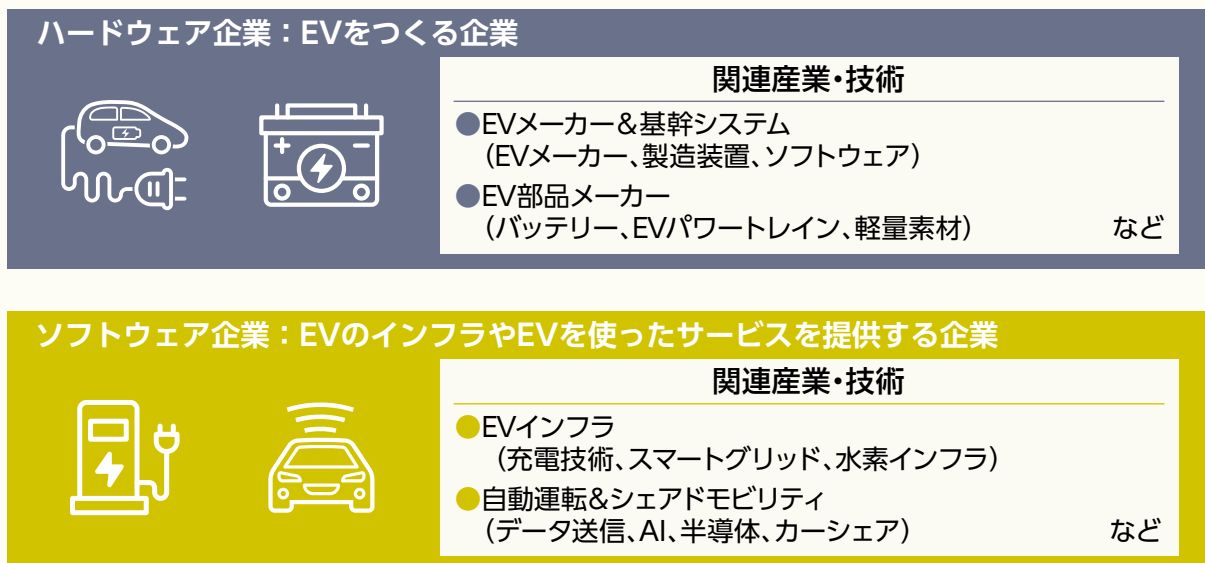 ハードウェア企業：EVをつくる企業
関連産業・技術
●EVメーカー＆基幹システム
（EVメーカー、製造装置、ソフトウェア）
●EV部品メーカー
（バッテリー、EVパワートレイン、軽量素材） など
ソフトウェア企業：EVのインフラやEVを使ったサービスを提供する企業
関連産業・技術
●EVインフラ
（充電技術、スマートグリッド、水素インフラ）
●自動運転&シェアドモビリティ
（データ送信、AI、半導体、カーシェア） など